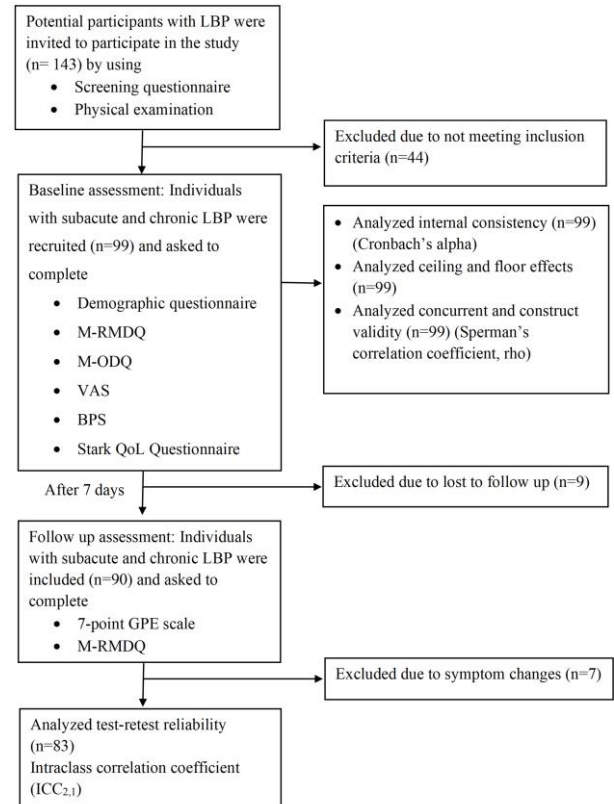 Potential participants with LBP were
invited to participate in the study
(n= 143) by using
• Screening questionnaire
• Physical examination
Excluded due to not meeting inclusion
criteria (n=44)
Baseline assessment: Individuals
with subacute and chronic LBP were
recruited (n=99) and asked to
complete
• Demographic questionnaire
• M-RMDQ
• M-ODQ
• VAS
• BPS
• Stark QoL Questionnaire
• Analyzed internal consistency (n=99)
(Cronbach's alpha)
• Analyzed ceiling and floor effects
(n=99)
• Analyzed concurrent and construct
validity (n=99) (Sperman's
correlation coefficient, rho)
After 7 days
Excluded due to lost to follow up (n=9)
Follow up assessment: Individuals
with subacute and chronic LBP were
included (n=90) and asked to
complete
• 7-point GPE scale
• M-RMDQ
Excluded due to symptom changes (n=7)
Analyzed test-retest reliability
(n=83)
Intraclass correlation coefficient
(ICC2,1)